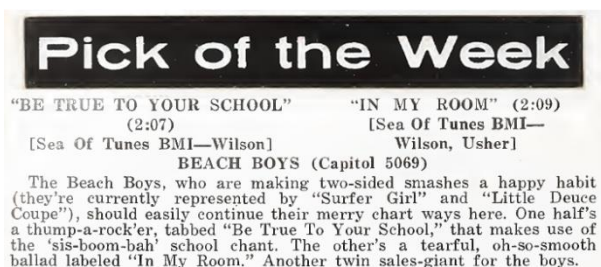 Pick of the Week
"BE TRUE TO YOUR SCHOOL" "IN MY ROOM" (2:09)
(2:07) [Sea Of Tunes BMI—
[Sea Of Tunes BMI—Wilson] Wilson, Usher]
BEACH BOYS (Capitol 5069)
The Beach Boys, who are making two-sided smashes a happy habit
(they're currently represented by "Surfer Girl" and "Little Deuce
Coupe"), should easily continue their merry chart ways here. One half's
a thump-a-rock'er, tabbed "Be True To Your School," that makes use of
the 'sis-boom-bah' school chant. The other's a tearful, oh-so-smooth
ballad labeled "In My Room." Another twin sales-giant for the boys.